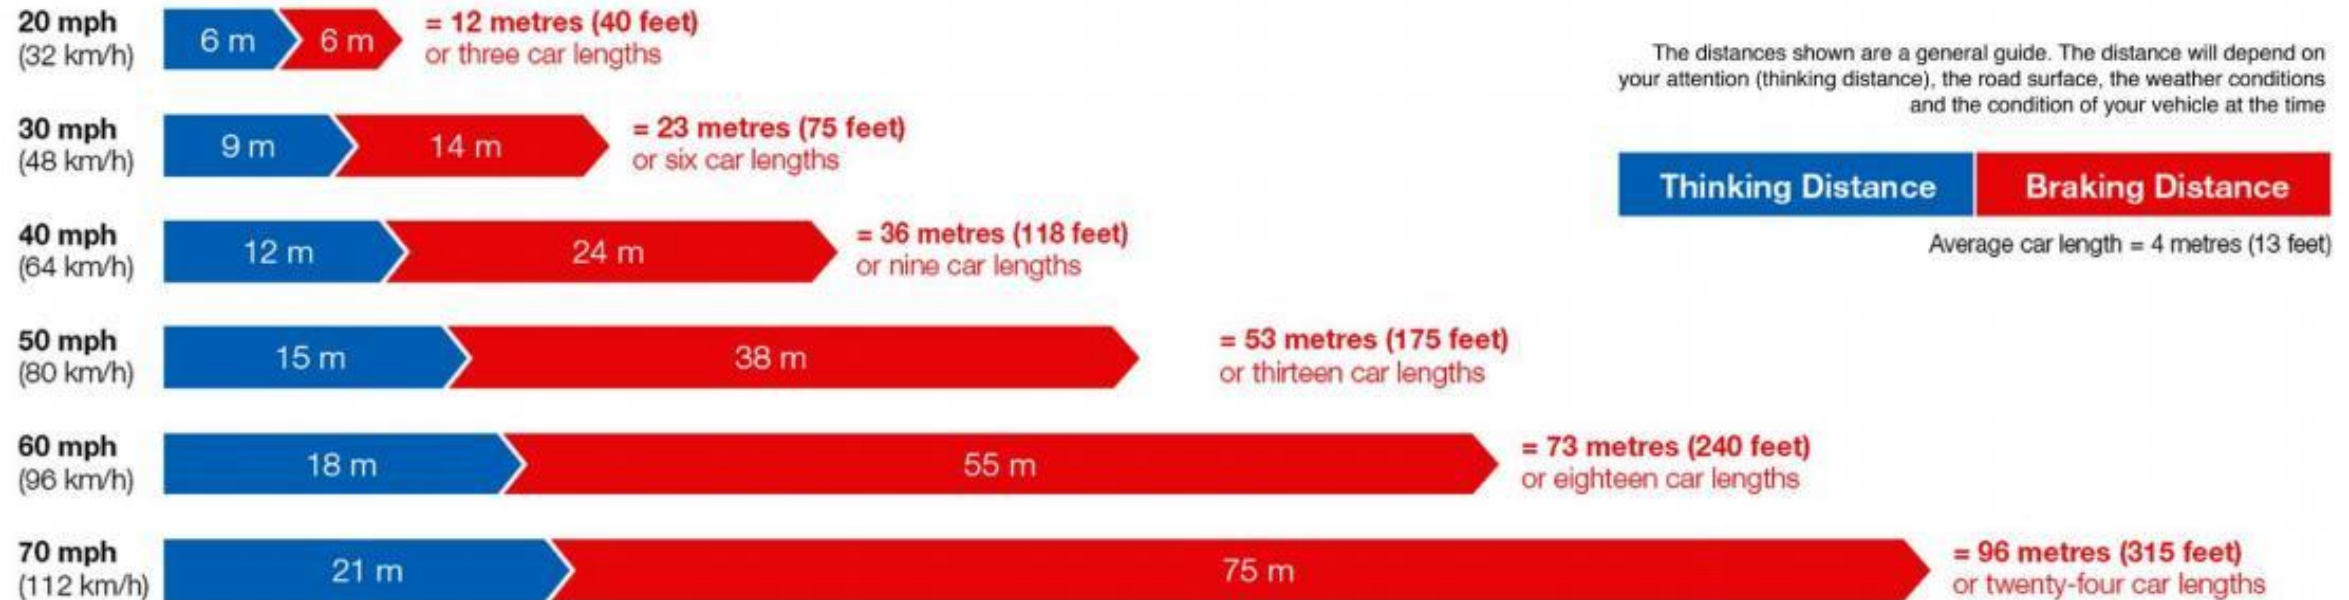 20 mph
(32 km/h)
6 m
6 m
= 12 metres (40 feet)
or three car lengths
The distances shown are a general guide. The distance will depend on
your attention (thinking distance), the road surface, the weather conditions
and the condition of your vehicle at the time
30 mph
(48 km/h)
9 m
14 m
= 23 metres (75 feet)
or six car lengths
Thinking Distance
Braking Distance
Average car length = 4 metres (13 feet)
40 mph
(64 km/h)
12 m
24 m
= 36 metres (118 feet)
or nine car lengths
50 mph
(80 km/h)
15 m
38 m
= 53 metres (175 feet)
or thirteen car lengths
60 mph
(96 km/h)
18 m
55 m
= 73 metres (240 feet)
or eighteen car lengths
70 mph
(112 km/h)
21 m
75 m
= 96 metres (315 feet)
or twenty-four car lengths